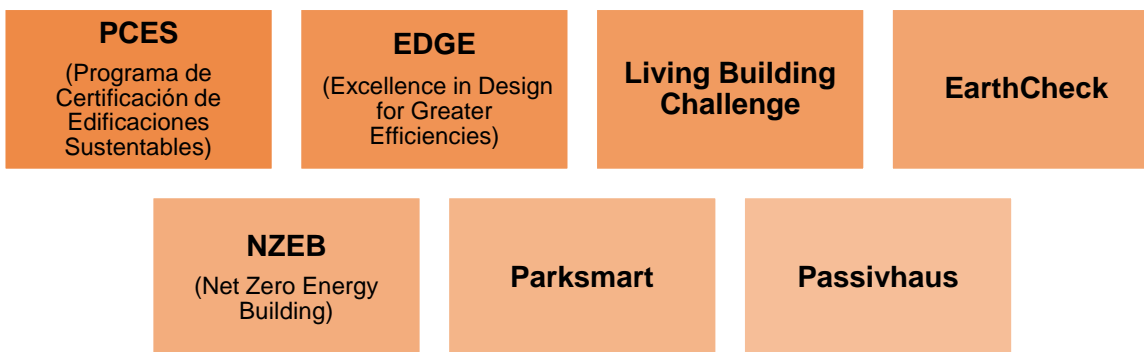 PCES
(Programa de
Certificación de
Edificaciones
Sustentables)
EDGE
(Excellence in Design
for Greater
Efficiencies)
Living Building
Challenge
EarthCheck
NZEB
(Net Zero Energy
Building)
Parksmart
Passivhaus